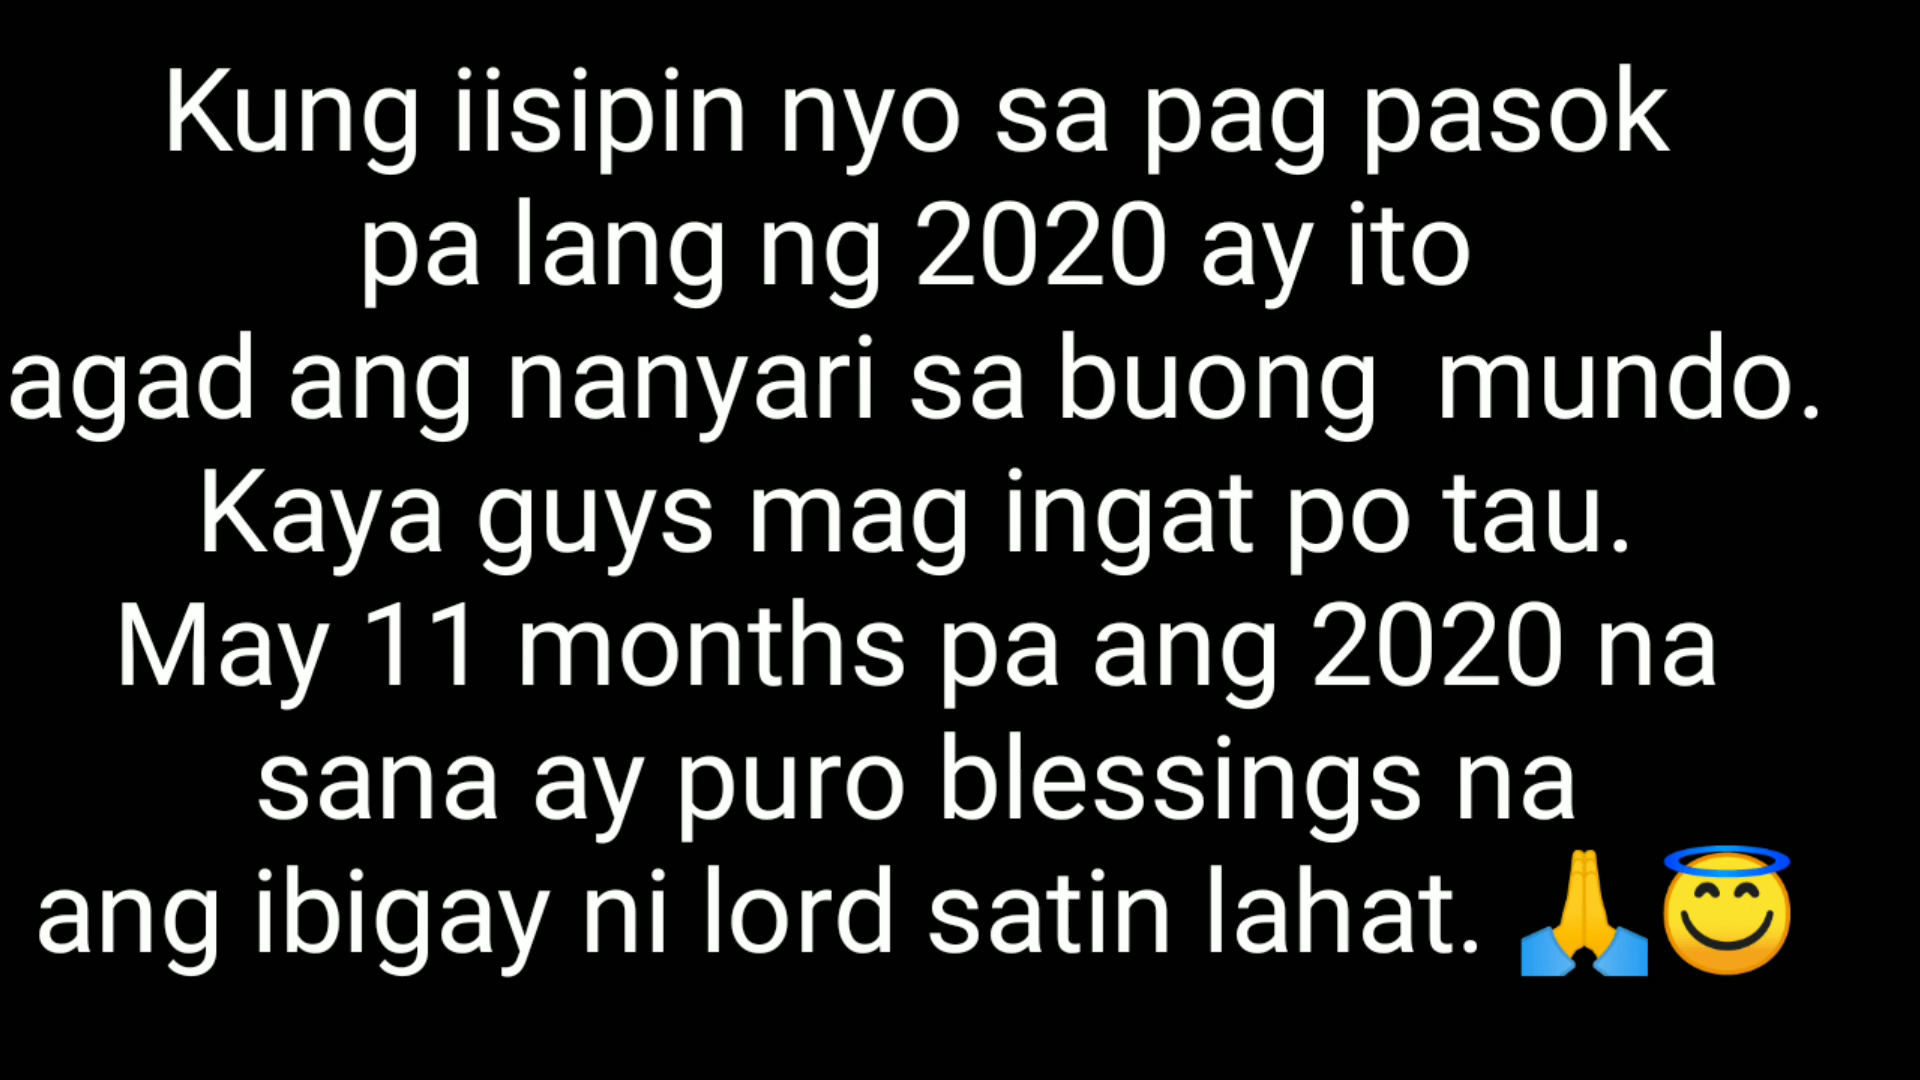 Kung iisipin nyo sa pag pasok
pa lang ng 2020 ay ito
agad ang nanyari sa buong  mundo.
Kaya guys mag ingat po tau.
May 11 months pa ang 2020 na
sana ay puro blessings na
ang ibigay ni lord satin lahat. 🙏😇